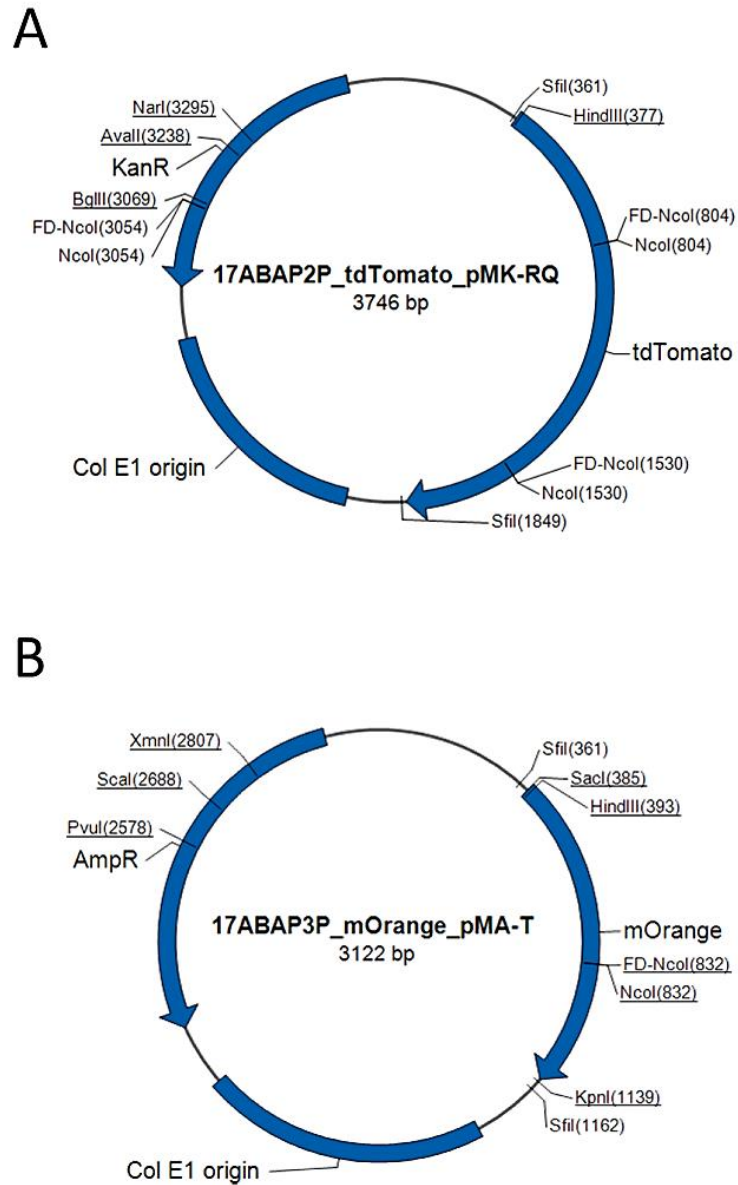 A
SfiI(361)
NarI(3295)
HindIII(377)
AvaII(3238)
KanR
BglII(3069)
FD-NcoI(804)
FD-NcoI(3054)
NcoI(804)
NcoI(3054)
17ABAP2P_tdTomato_pMK-RQ
3746 bp
tdTomato
Col E1 origin
FD-NcoI(1530)
NcoI(1530)
SfiI(1849)
B
XmnI(2807)
SfiI(361)
ScaI(2688)
SacI(385)
HindIII(393)
PvuI(2578)
AmpR
17ABAP3P_mOrange_pMA-T
3122 bp
mOrange
FD-NcoI(832)
NcoI(832)
KpnI(1139)
SfiI(1162)
Col E1 origin